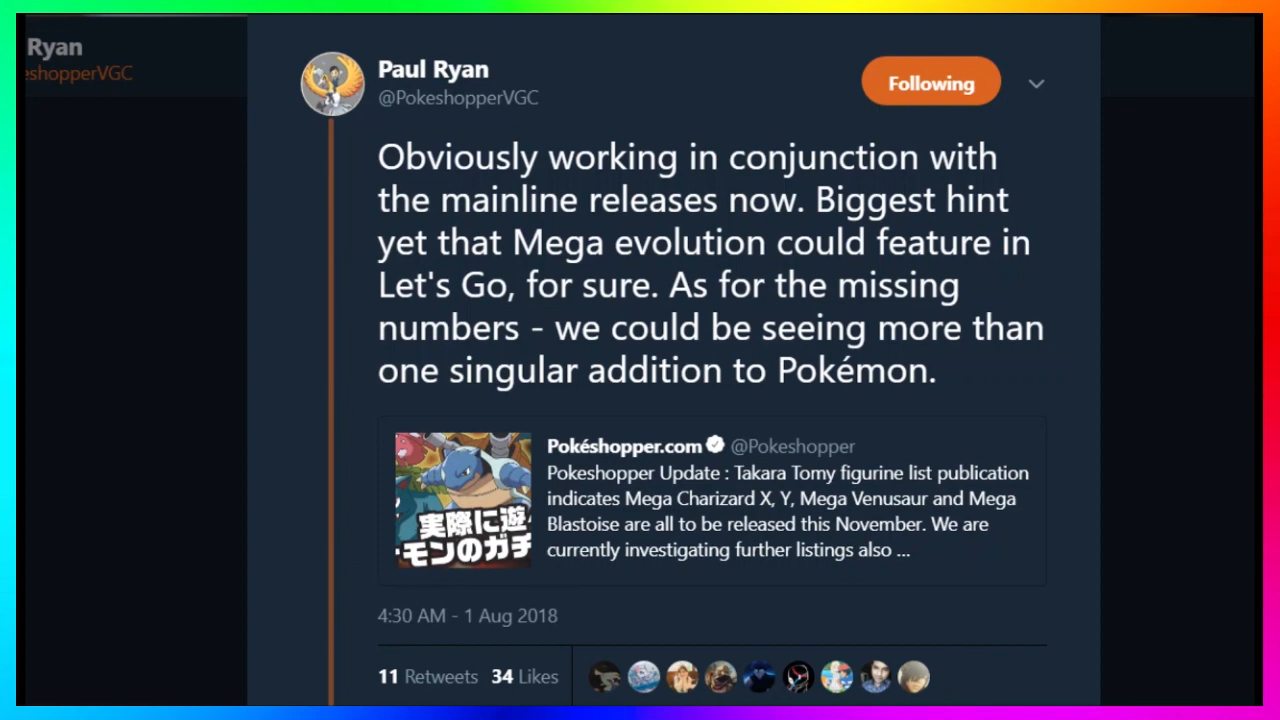 Ryan
eshopperVGC
Paul Ryan
@PokeshopperVGC
Following
Obviously working in conjunction with
the mainline releases now. Biggest hint
yet that Mega evolution could feature in
Let's Go, for sure. As for the missing
numbers - we could be seeing more than
one singular addition to Pokémon.
Pokéshopper.com @Pokeshopper
Pokeshopper Update : Takara Tomy figurine list publication
indicates Mega Charizard X, Y, Mega Venusaur and Mega
Blastoise are all to be released this November. We are
currently investigating further listings also ...
実際に遊
モンのガチ
4:30 AM - 1 Aug 2018
11 Retweets 34 Likes